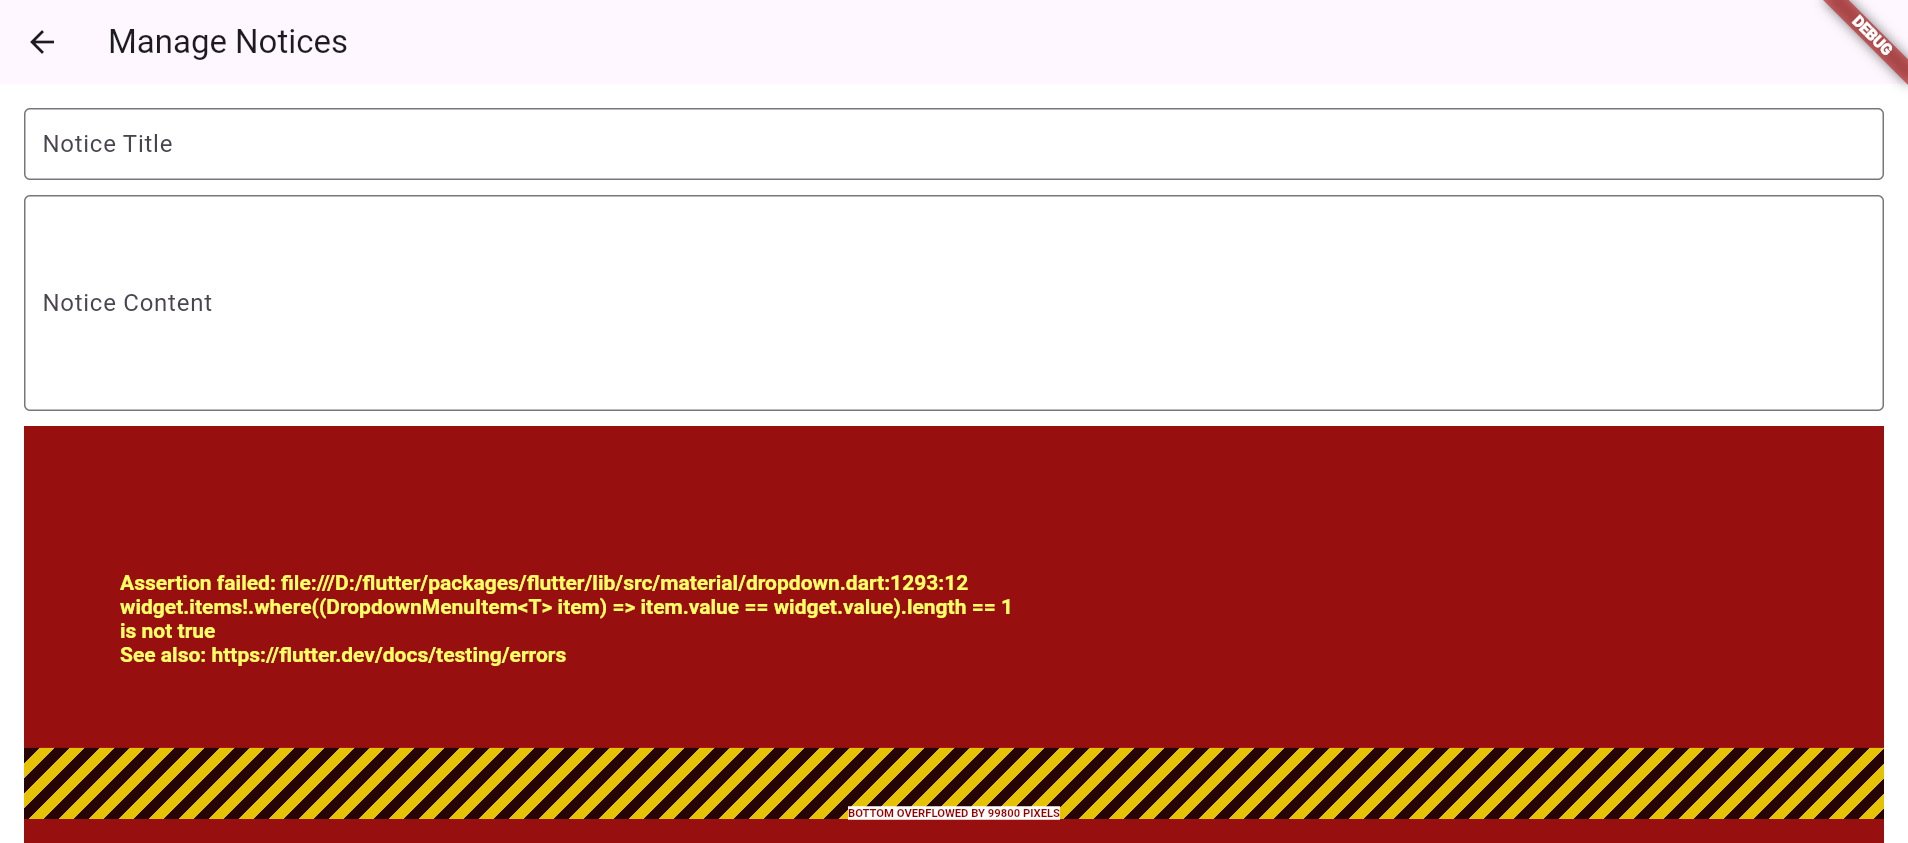 Manage Notices
DEBUG
Notice Title
Notice Content
Assertion failed: file:///D:/flutter/packages/flutter/lib/src/material/dropdown.dart:1293:12
widget.items!.where((DropdownMenuItem<T> item) => item.value == widget.value).length == 1
is not true
See also: https://flutter.dev/docs/testing/errors
BOTTOM OVERFLOWED BY 99800 PIXELS